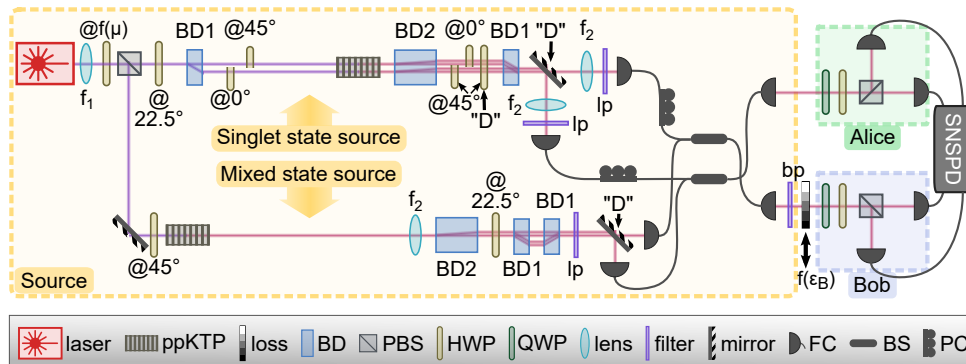 @f(μ)
BD1
@45°
f₁
@
22.5°
@0°
BD2
@0°
BD1
"D"
f₂
@45°
"D"
f₂
lp
lp
Singlet state source
Mixed state source
Alice
SNSPD
bp
@45°
f₂
BD2
@
22.5°
BD1
BD1
lp
"D"
f(εB)
Bob
Source
laser
ppKTP
loss
BD
PBS
HWP
QWP
lens
filter
mirror
FC
BS
PC